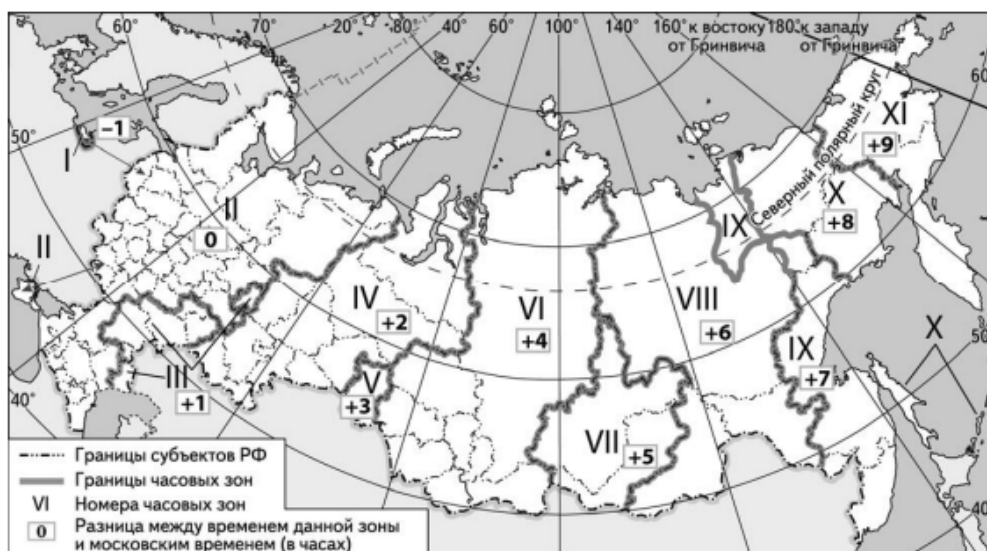 60° 70° 20° 40° 60° 80° 100° 120° 140° 160° к востоку 180° к западу
от Гринвича от Гринвича
60°
50°
-1
I
XI
+9
Северный полярный круг
X
+8
II
0
IX
II
IV
+2
VI
+4
VIII
+6
X
50°
IX
+7
40°
III
+1
V
+3
VII
+5
40°
Границы субъектов РФ
Границы часовых зон
VI Номера часовых зон
0 Разница между временем данной зоны
и московским временем (в часах)